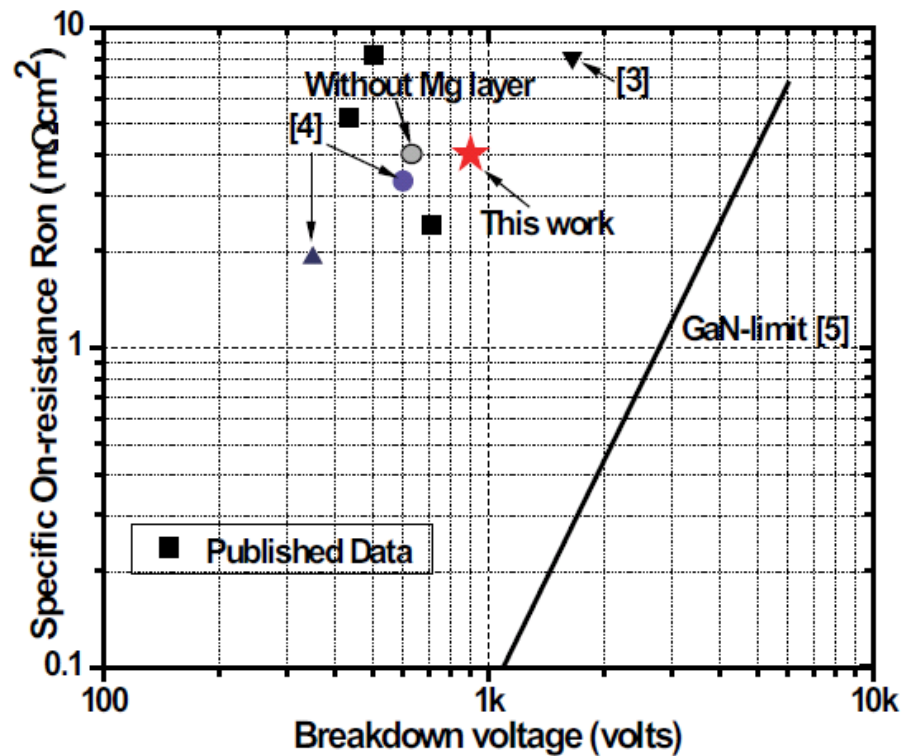 Specific On-resistance Ron (mΩcm²)
10
1
0.1
Without Mg layer
[3]
[4]
This work
GaN-limit [5]
Published Data
100
1k
10k
Breakdown voltage (volts)